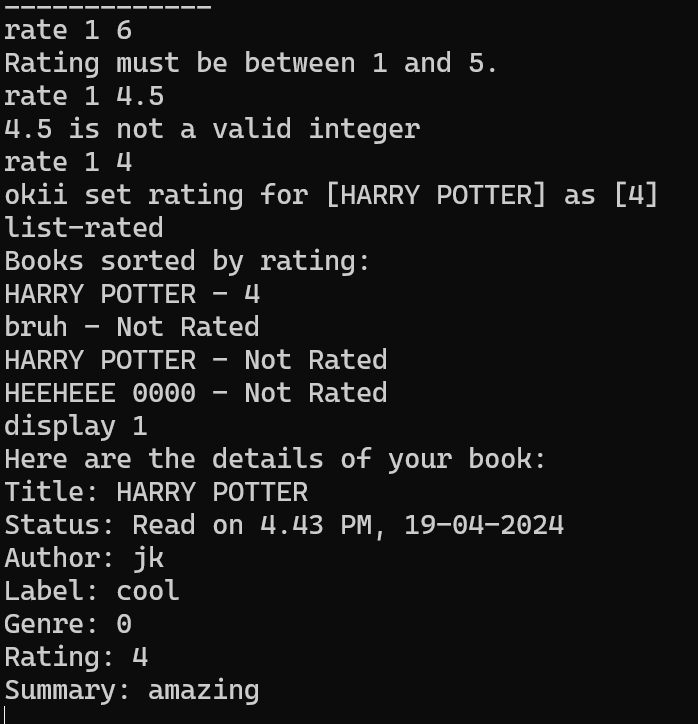 _____________
rate 1 6
Rating must be between 1 and 5.
rate 1 4.5
4.5 is not a valid integer
rate 1 4
okii set rating for [HARRY POTTER] as [4]
list-rated
Books sorted by rating:
HARRY POTTER - 4
bruh - Not Rated
HARRY POTTER - Not Rated
HEEHEEE 0000 - Not Rated
display 1
Here are the details of your book:
Title: HARRY POTTER
Status: Read on 4.43 PM, 19-04-2024
Author: jk
Label: cool
Genre: 0
Rating: 4
Summary: amazing